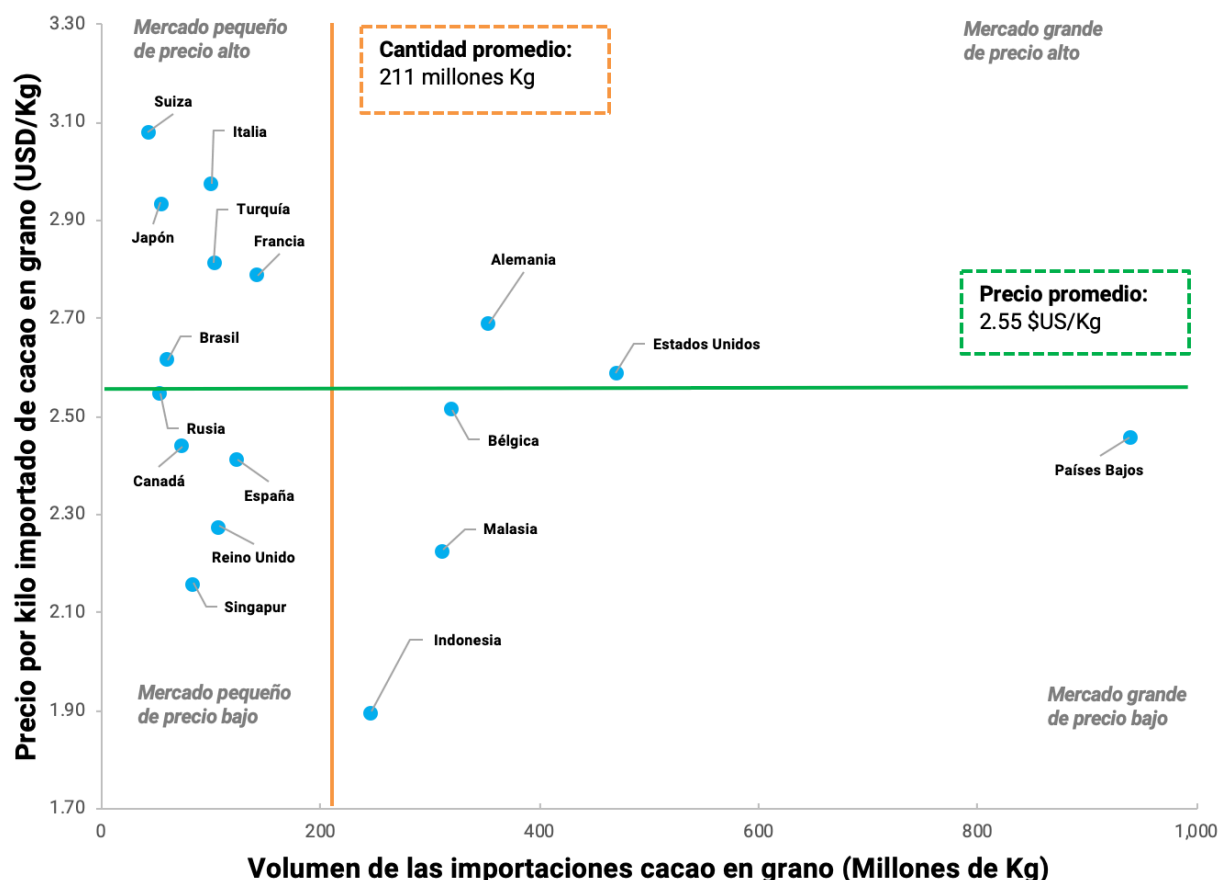 Precio por kilo importado de cacao en grano (USD/Kg)
3.30
3.10
2.90
2.70
2.50
2.30
2.10
1.90
1.70
Mercado pequeño
de precio alto
Cantidad promedio:
211 millones Kg
Mercado grande
de precio alto
Suiza
Italia
Turquía
Japón
Francia
Alemania
Precio promedio:
2.55 $US/Kg
Brasil
Estados Unidos
Rusia
Bélgica
Canadá
España
Países Bajos
Reino Unido
Malasia
Singapur
Indonesia
Mercado pequeño
de precio bajo
Mercado grande
de precio bajo
0
200
400
600
800
1,000
Volumen de las importaciones cacao en grano (Millones de Kg)